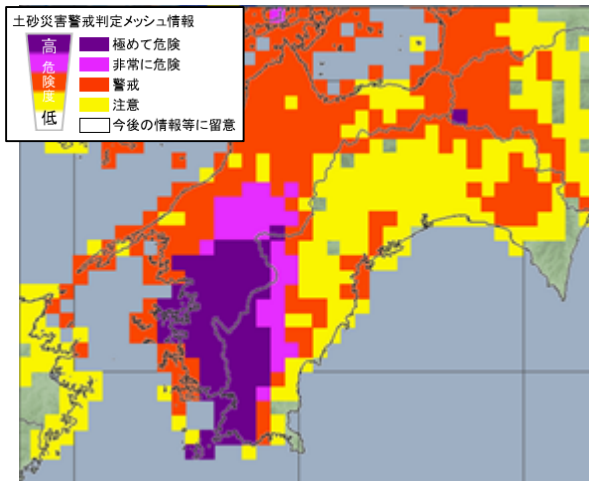 土砂災害警戒判定メッシュ情報
高
危
険
度
低
極めて危険
非常に危険
警戒
注意
今後の情報等に留意